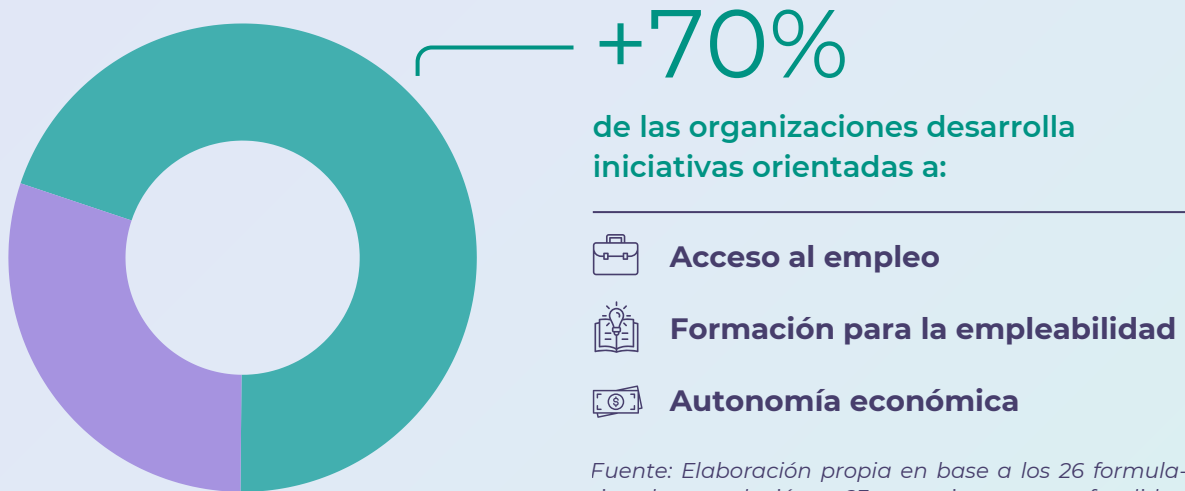 +70%
de las organizaciones desarrolla
iniciativas orientadas a:
Acceso al empleo
Formación para la empleabilidad
Autonomía económica
Fuente: Elaboración propia en base a los 26 formula-